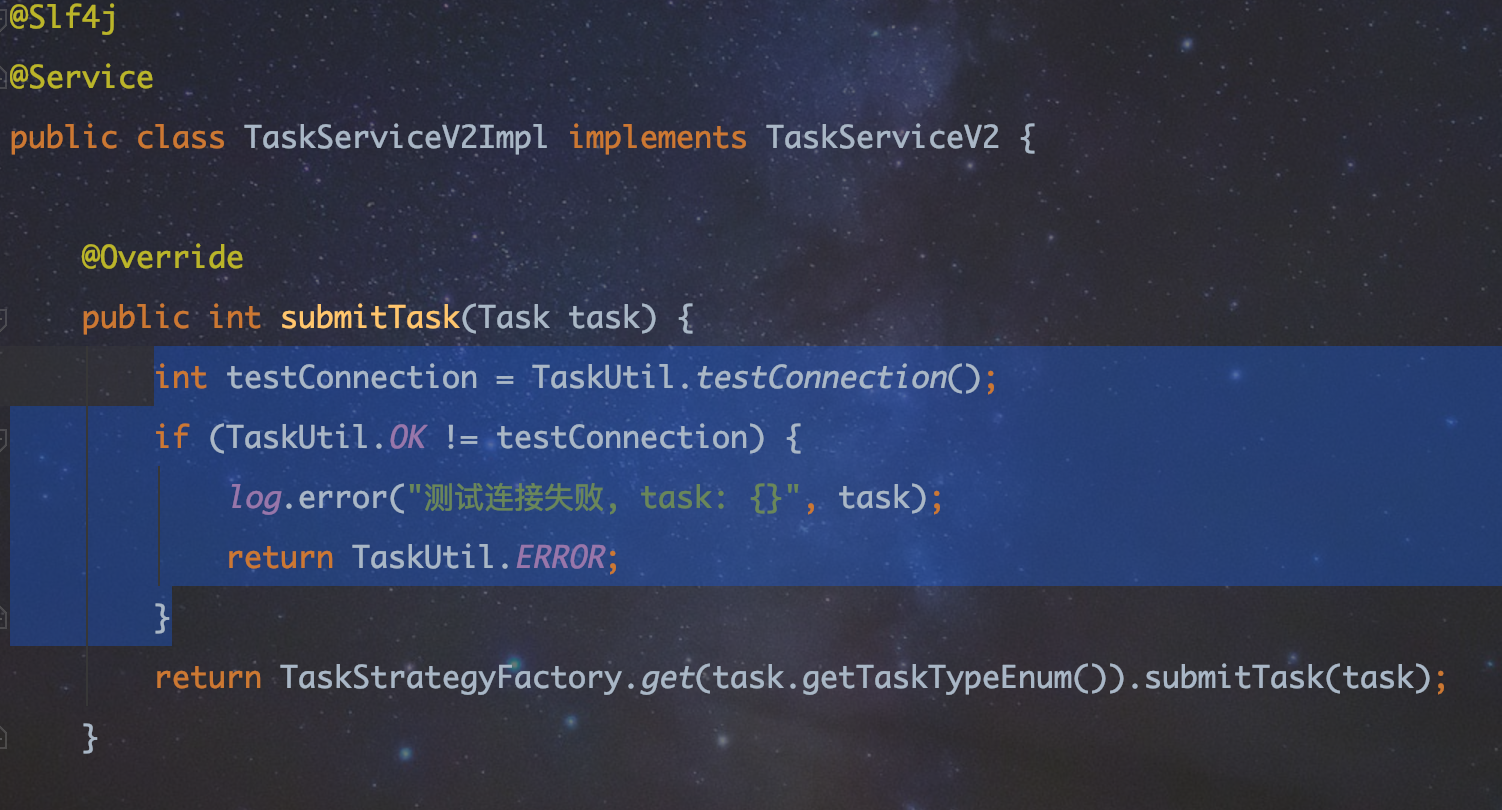 @Slf4j
@Service
public class TaskServiceV2Impl implements TaskServiceV2 {
@Override
public int submitTask(Task task) {
int testConnection = TaskUtil.testConnection();
if (TaskUtil.OK != testConnection) {
log.error("测试连接失败, task: {}", task);
return TaskUtil.ERROR;
}
return TaskStrategyFactory.get(task.getTaskTypeEnum()).submitTask(task);
}